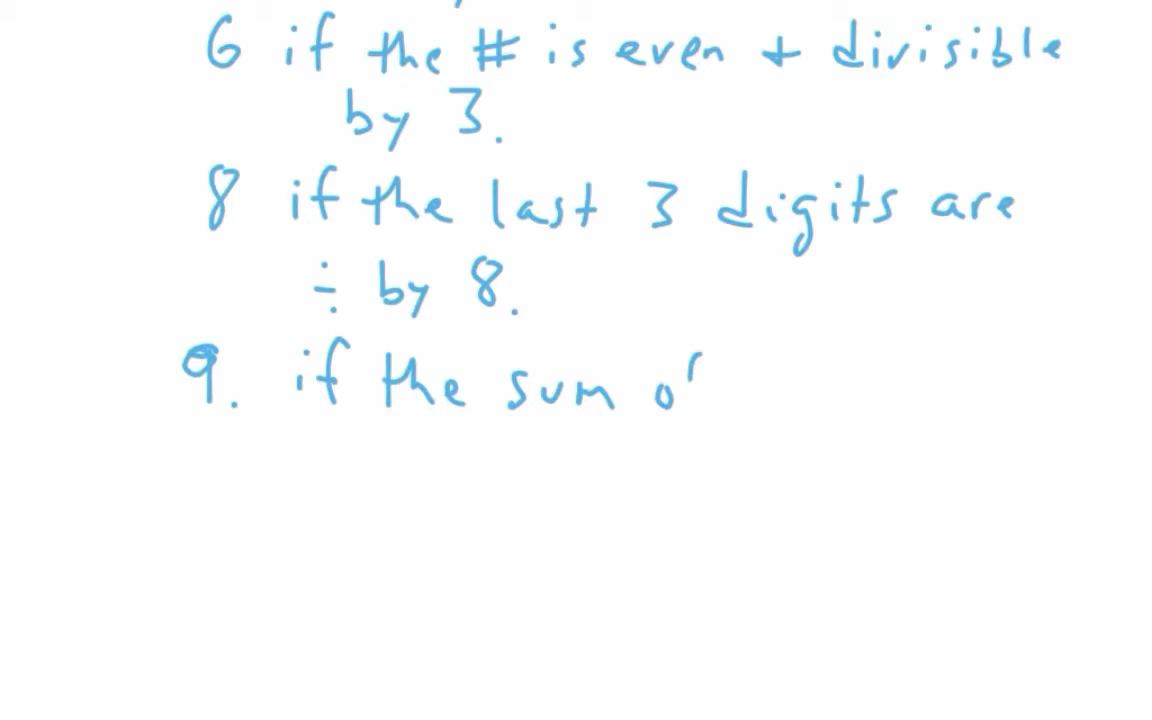 6 if the # is even + divisible
by 3.
8 if the last 3 digits are
÷ by 8.
9. if the sum o